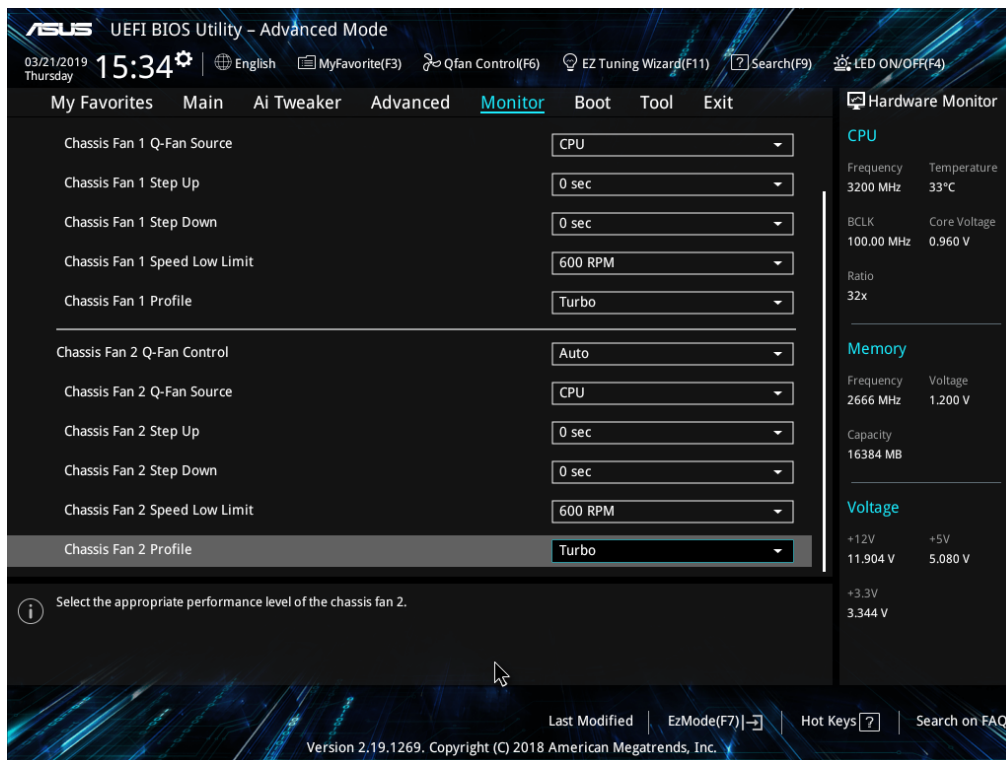 ASUS UEFI BIOS Utility – Advanced Mode
03/21/2019 Thursday 15:34 English MyFavorite(F3) Qfan Control(F6) EZ Tuning Wizard(F11) ? Search(F9) LED ON/OFF(F4)
My Favorites Main Ai Tweaker Advanced Monitor Boot Tool Exit
Chassis Fan 1 Q-Fan Source CPU
Chassis Fan 1 Step Up 0 sec
Chassis Fan 1 Step Down 0 sec
Chassis Fan 1 Speed Low Limit 600 RPM
Chassis Fan 1 Profile Turbo
Chassis Fan 2 Q-Fan Control Auto
Chassis Fan 2 Q-Fan Source CPU
Chassis Fan 2 Step Up 0 sec
Chassis Fan 2 Step Down 0 sec
Chassis Fan 2 Speed Low Limit 600 RPM
Chassis Fan 2 Profile Turbo
i Select the appropriate performance level of the chassis fan 2.
Hardware Monitor
CPU
Frequency Temperature
3200 MHz 33°C
BCLK Core Voltage
100.00 MHz 0.960 V
Ratio
32x
Memory
Frequency Voltage
2666 MHz 1.200 V
Capacity
16384 MB
Voltage
+12V +5V
11.904 V 5.080 V
+3.3V
3.344 V
Last Modified EzMode(F7) Hot Keys ? Search on FAQ
Version 2.19.1269. Copyright (C) 2018 American Megatrends, Inc.